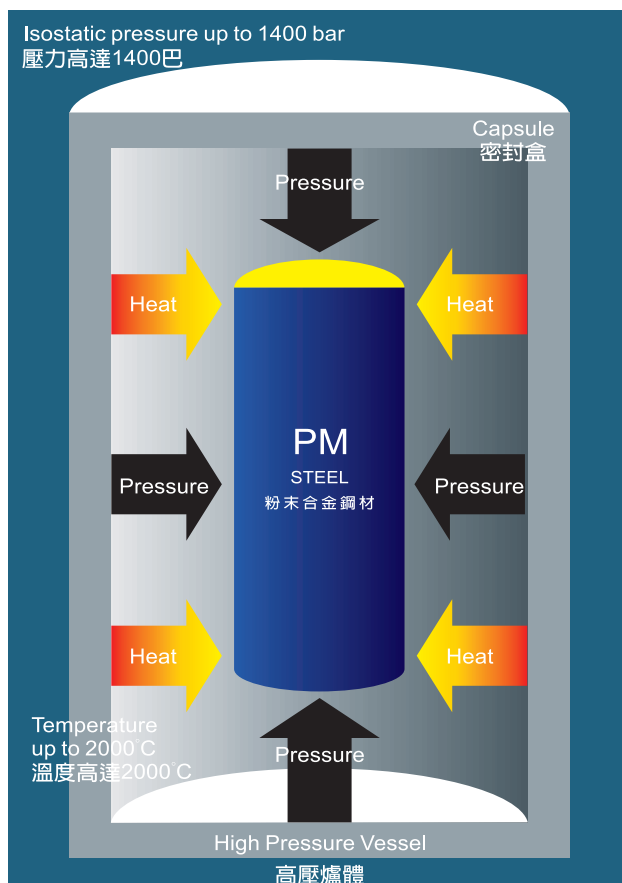 Isostatic pressure up to 1400 bar
壓力高達1400巴
Capsule
密封盒
Pressure
Heat
Heat
PM
STEEL
粉末合金鋼材
Pressure
Pressure
Heat
Heat
Temperature
up to 2000°C
溫度高達2000°C
Pressure
High Pressure Vessel
高壓爐體